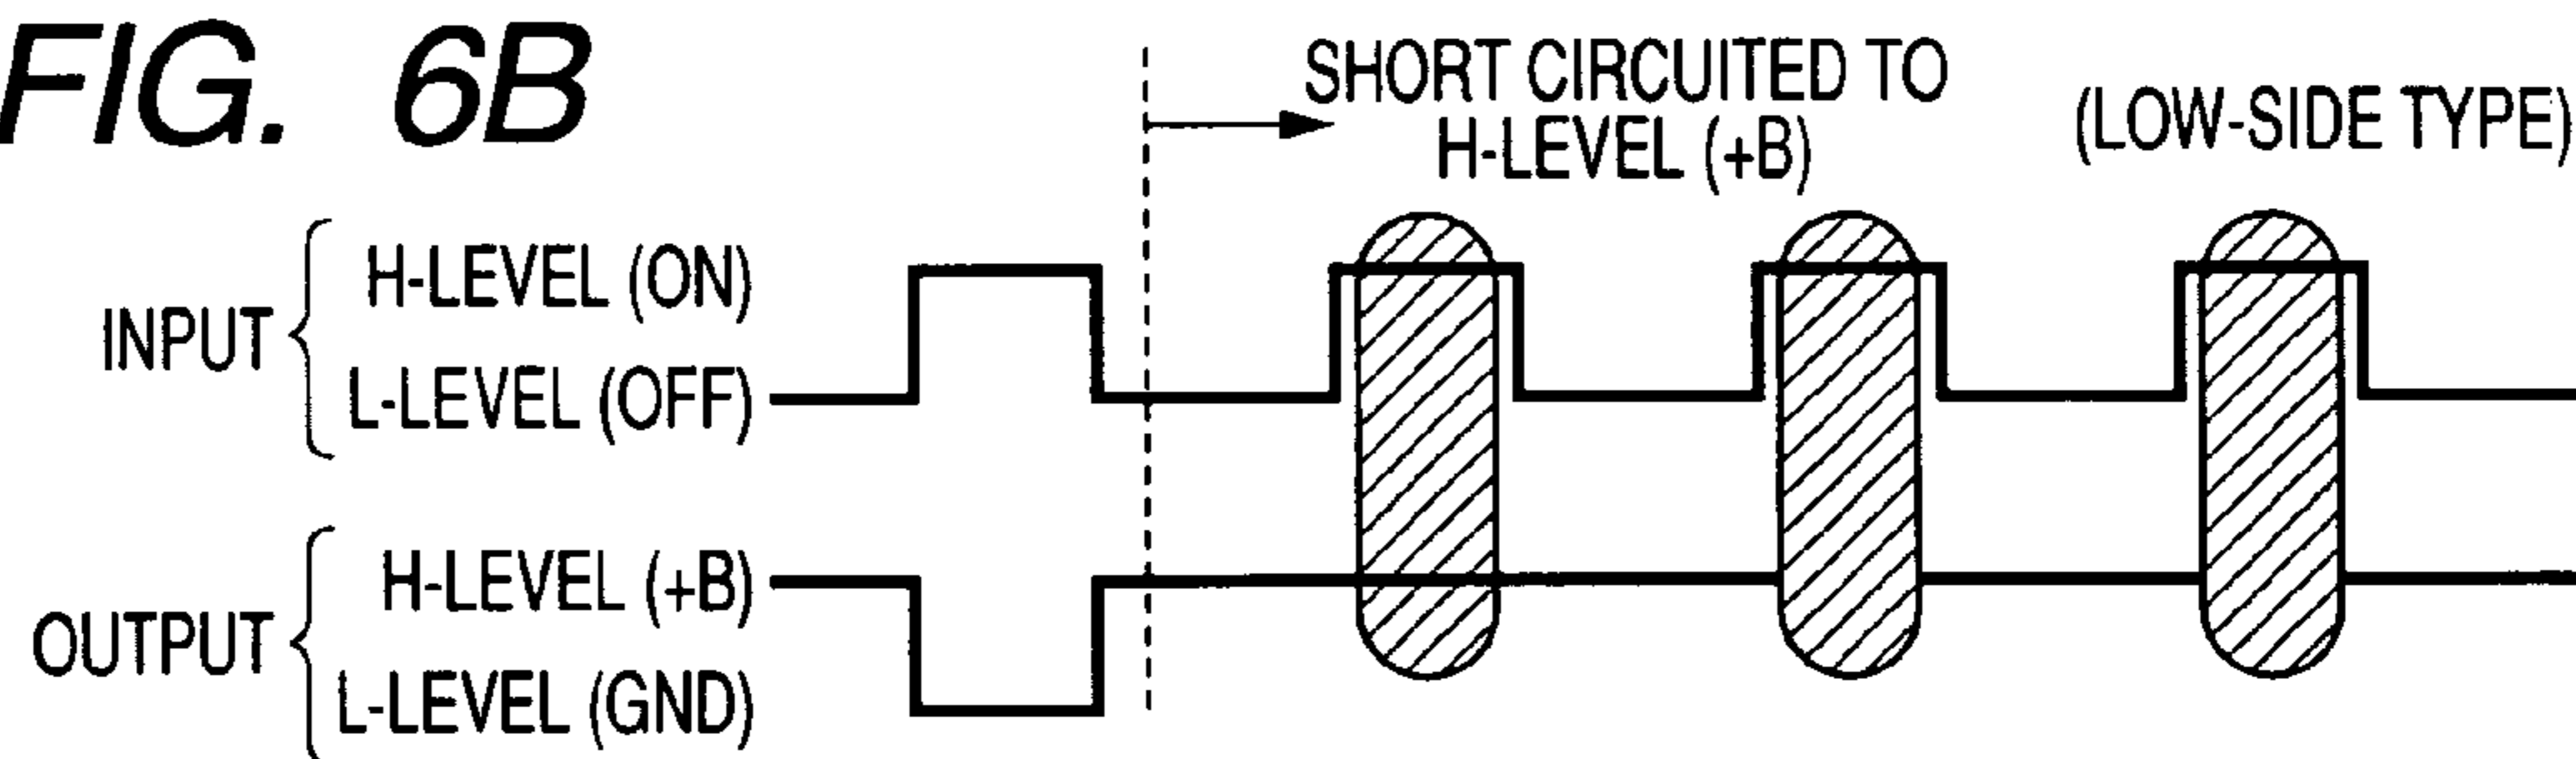 FIG. 6B
SHORT CIRCUITED TO
H-LEVEL (+B)
(LOW-SIDE TYPE)
INPUT
H-LEVEL (ON)
L-LEVEL (OFF)
OUTPUT
H-LEVEL (+B)
L-LEVEL (GND)